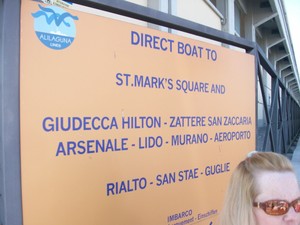 ALILAGUNA
LINES
DIRECT BOAT TO
ST.MARK'S SQUARE AND
GIUDECCA HILTON - ZATTERE SAN ZACCARIA
ARSENALE - LIDO - MURANO - AEROPORTO
RIALTO - SAN STAE - GUGLIE
IMBARCO